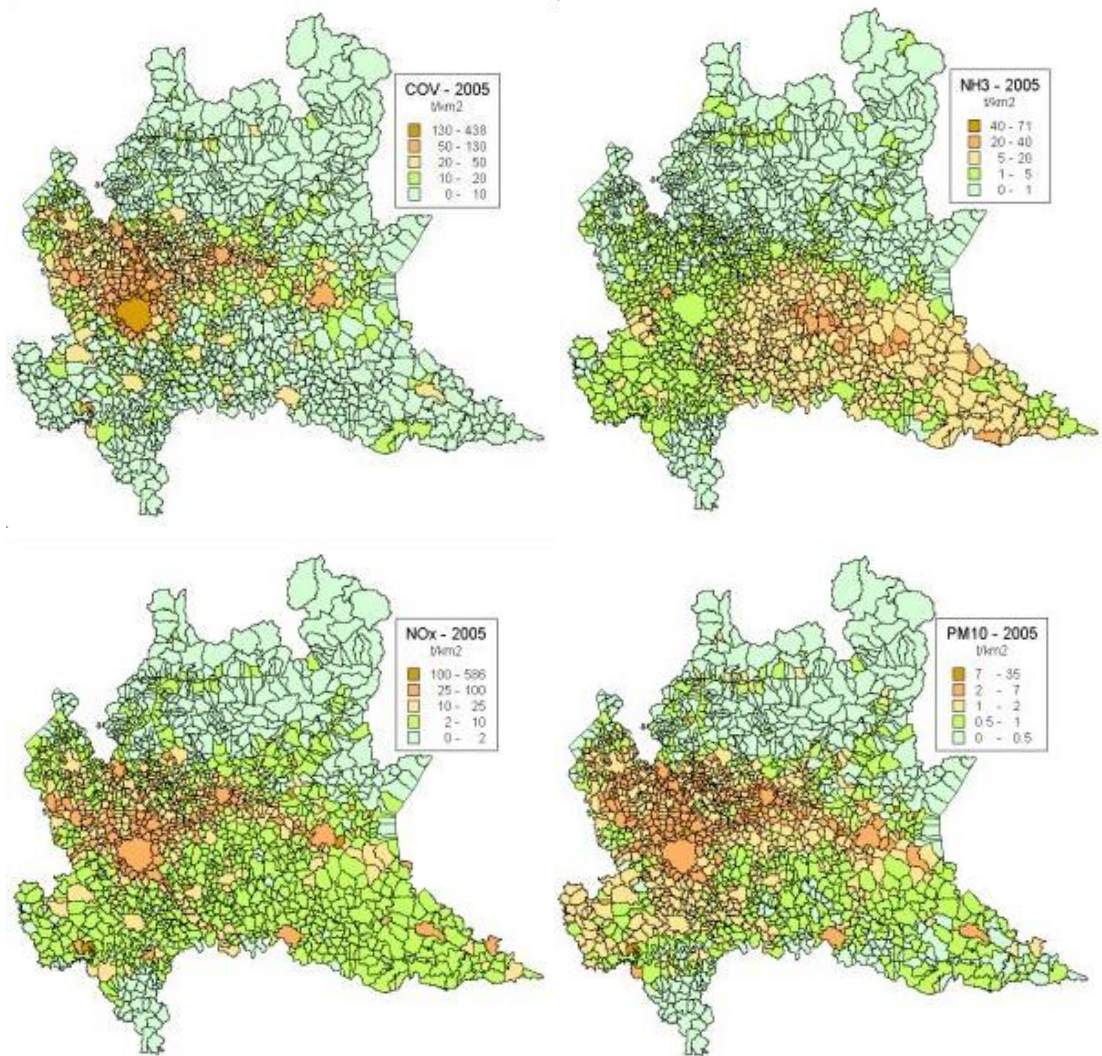 COV - 2005
t/km2
130 - 438
50 - 130
20 - 50
10 - 20
0 - 10
NH3 - 2005
t/km2
40 - 71
20 - 40
5 - 20
1 - 5
0 - 1
NOx - 2005
t/km2
100 - 586
25 - 100
10 - 25
2 - 10
0 - 2
PM10 - 2005
t/km2
7 - 35
2 - 7
1 - 2
0.5 - 1
0 - 0.5